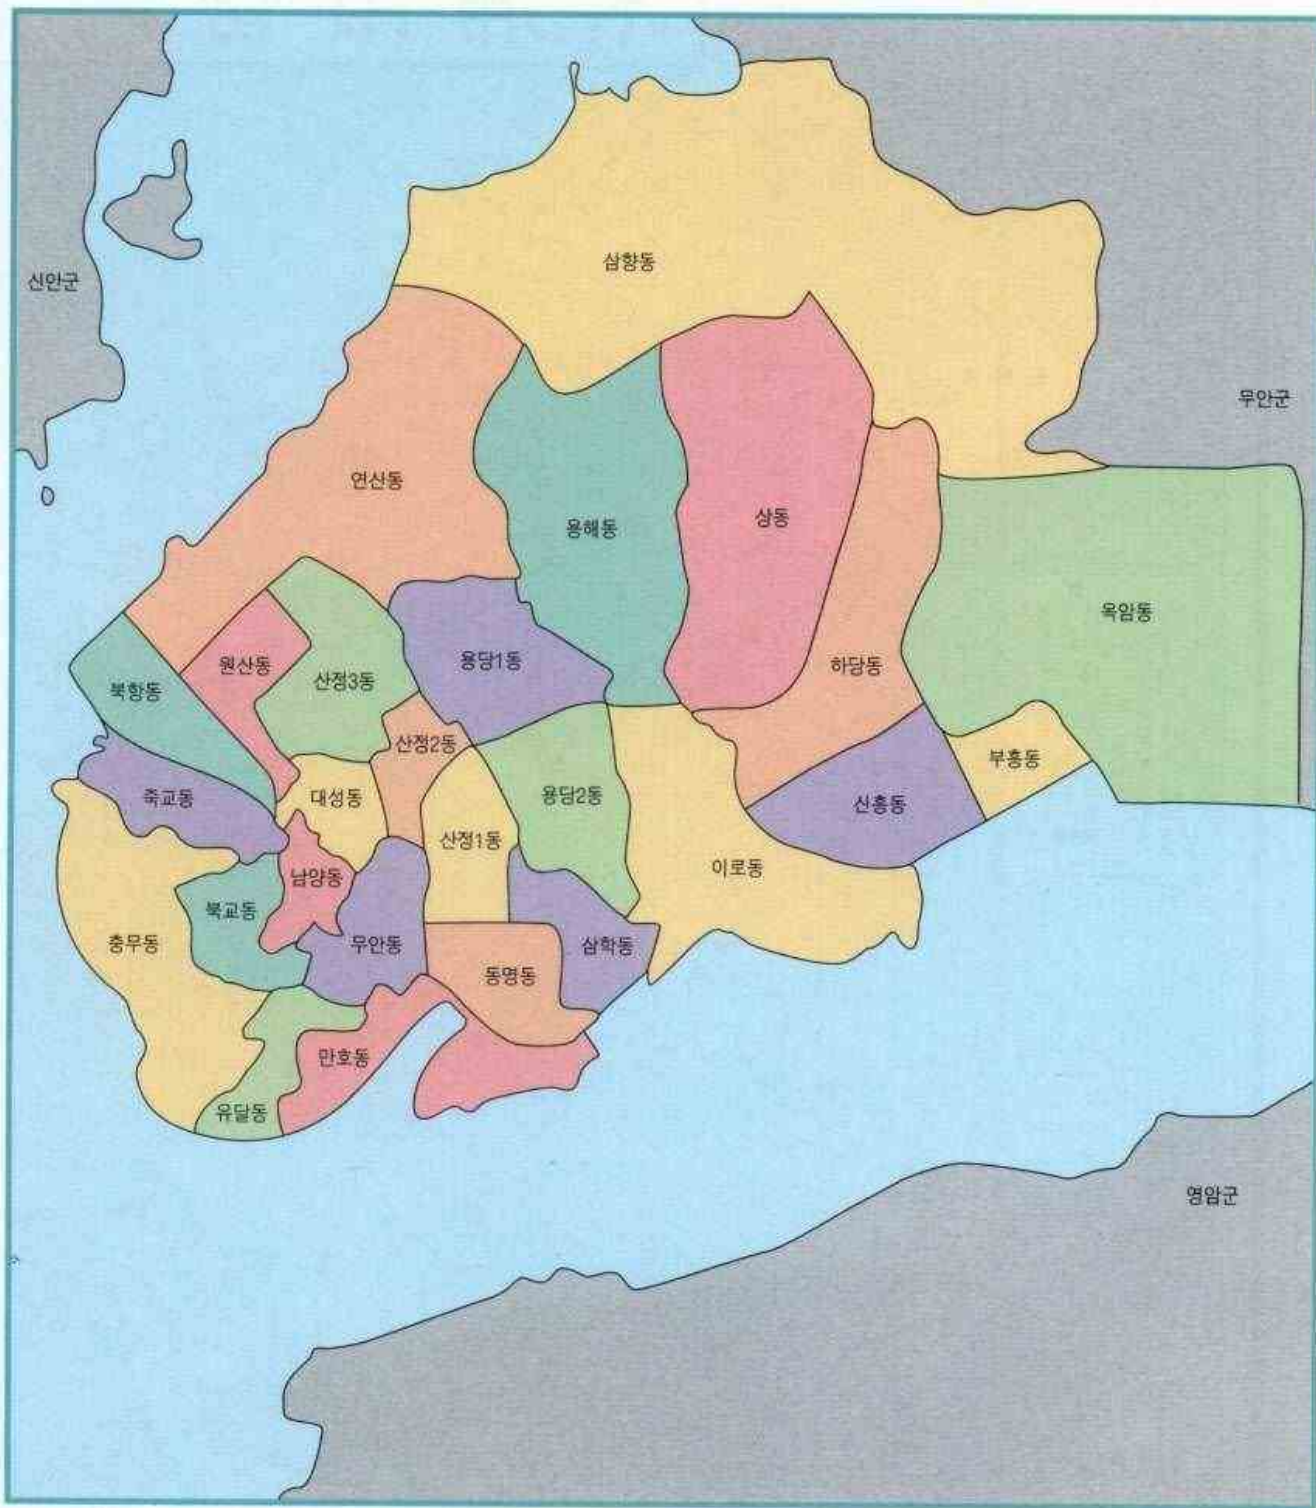 삼향동
신안군
무안군
연산동
용해동
상동
옥암동
원산동
산정3동
용당1동
하당동
북항동
산정2동
부흥동
죽교동
대성동
용당2동
신흥동
산정1동
이로동
남양동
북교동
충무동
무안동
삼학동
동명동
만호동
유달동
영암군